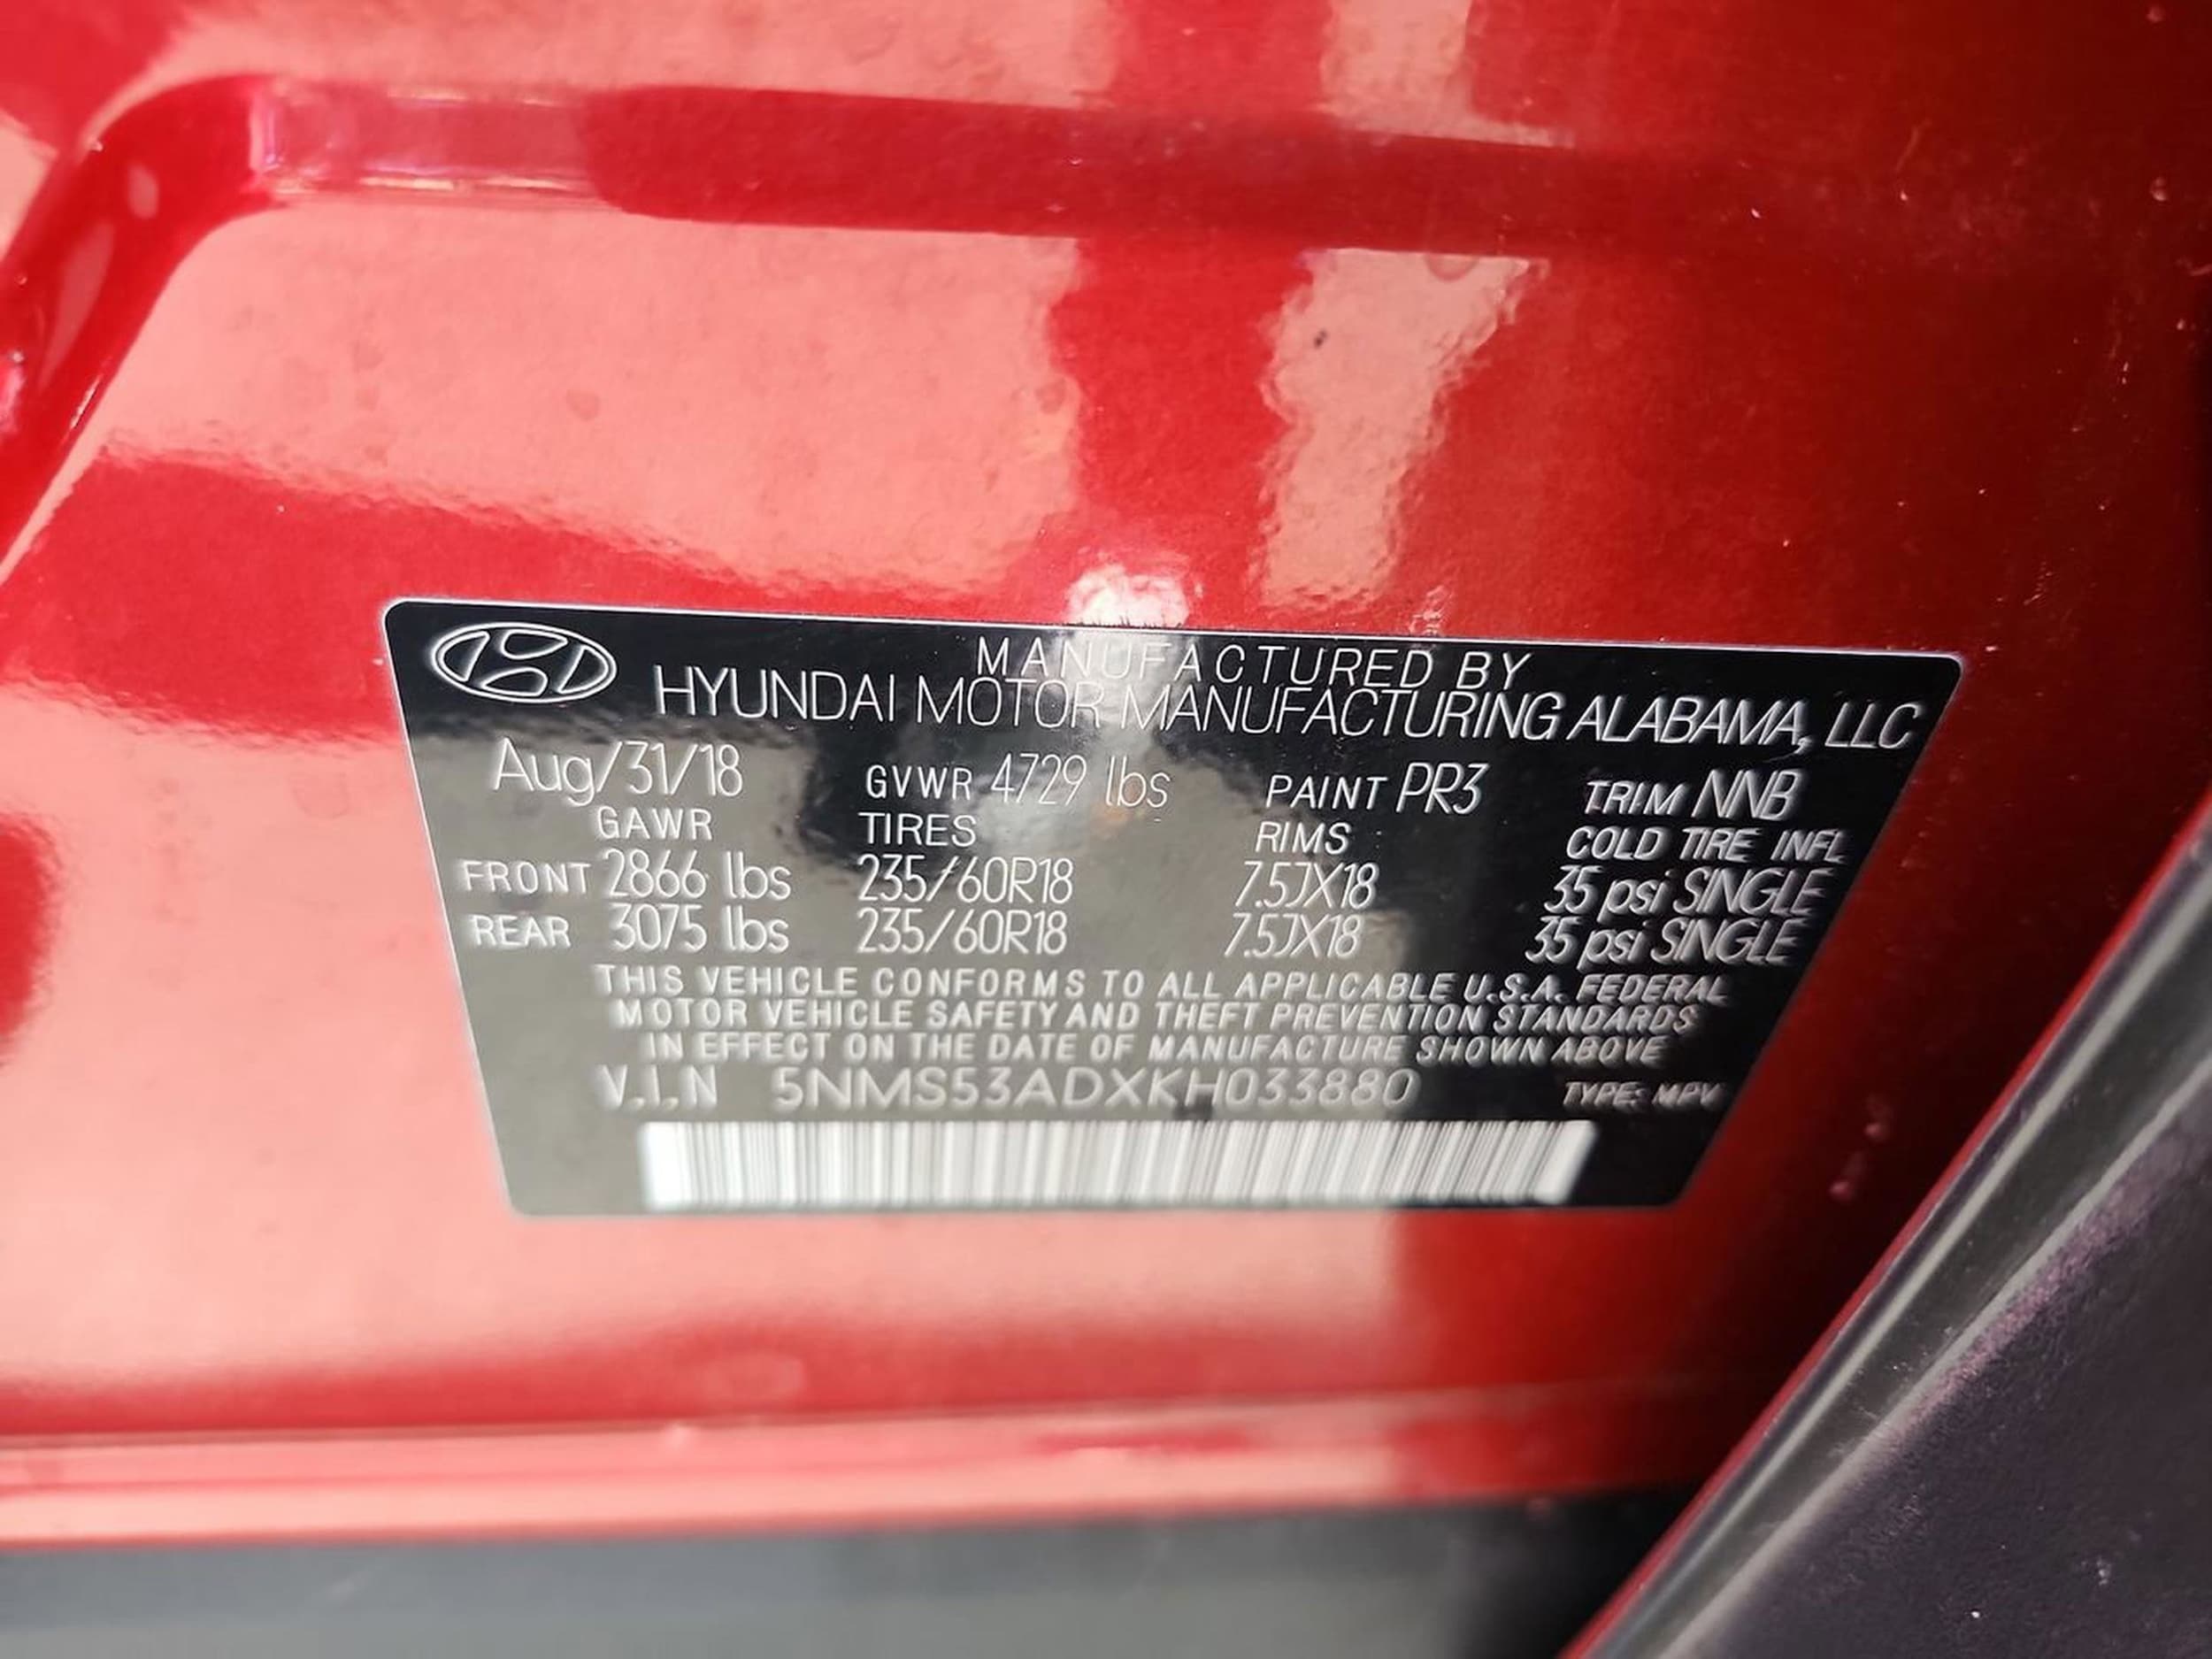 MANUFACTURED BY
HYUNDAI MOTOR MANUFACTURING ALABAMA, LLC
Aug/31/18 GVWR 4729 lbs PAINT PR3 TRIM NNB
GAWR TIRES RIMS COLD TIRE INFL
FRONT 2866 lbs 235/60R18 7.5JX18 35 psi SINGLE
REAR 3075 lbs 235/60R18 7.5JX18 35 psi SINGLE
THIS VEHICLE CONFORMS TO ALL APPLICABLE U.S.A. FEDERAL
MOTOR VEHICLE SAFETY AND THEFT PREVENTION STANDARDS
IN EFFECT ON THE DATE OF MANUFACTURE SHOWN ABOVE
V.I.N 5NMS53ADXKH033880 TYPE: MPV